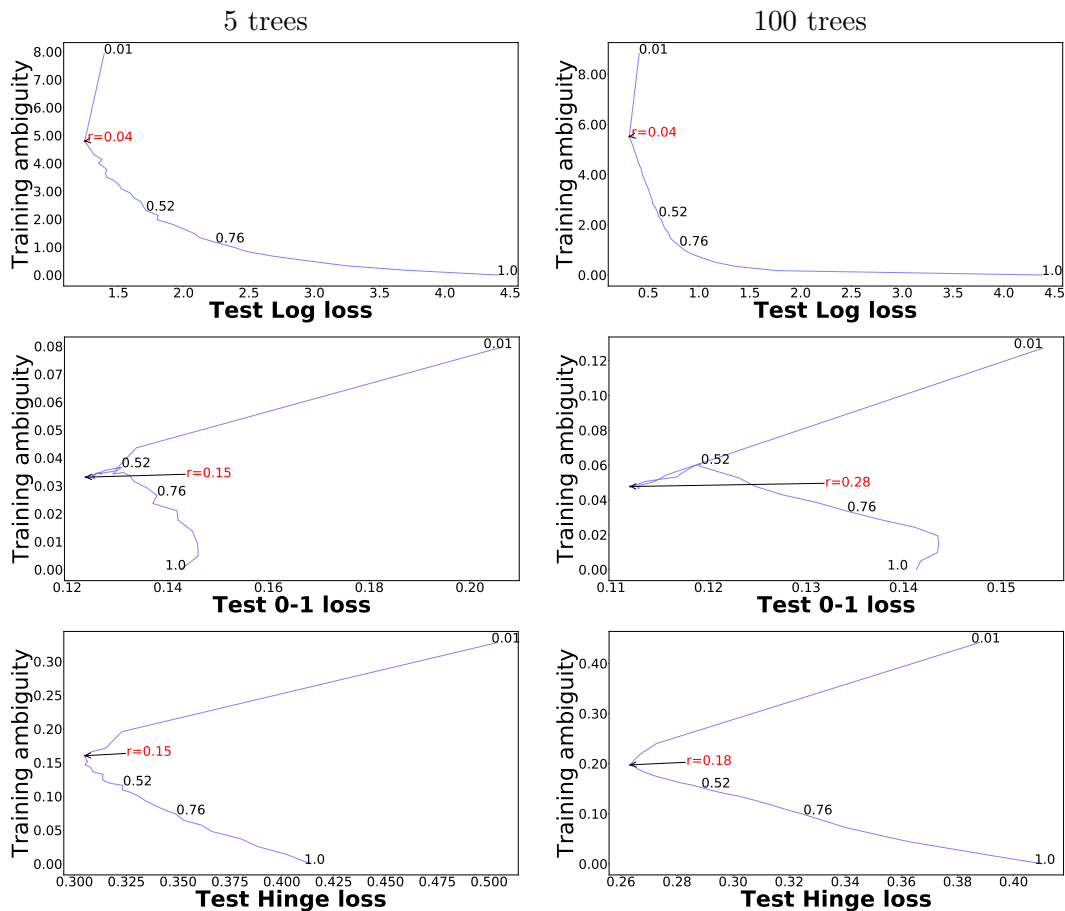 5 trees
100 trees
Training ambiguity
8.00
7.00
6.00
5.00
4.00
3.00
2.00
1.00
0.00
0.01
r=0.04
0.52
0.76
1.0
1.5 2.0 2.5 3.0 3.5 4.0 4.5
Test Log loss
Training ambiguity
8.00
6.00
4.00
2.00
0.00
0.01
r=0.04
0.52
0.76
1.0
0.5 1.0 1.5 2.0 2.5 3.0 3.5 4.0 4.5
Test Log loss
Training ambiguity
0.08
0.07
0.06
0.05
0.04
0.03
0.02
0.01
0.00
0.01
0.52
r=0.15
0.76
1.0
0.12 0.14 0.16 0.18 0.20
Test 0-1 loss
Training ambiguity
0.12
0.10
0.08
0.06
0.04
0.02
0.00
0.01
0.52
r=0.28
0.76
1.0
0.11 0.12 0.13 0.14 0.15
Test 0-1 loss
Training ambiguity
0.30
0.25
0.20
0.15
0.10
0.05
0.00
0.01
r=0.15
0.52
0.76
1.0
0.300 0.325 0.350 0.375 0.400 0.425 0.450 0.475 0.500
Test Hinge loss
Training ambiguity
0.40
0.30
0.20
0.10
0.00
0.01
r=0.18
0.52
0.76
1.0
0.26 0.28 0.30 0.32 0.34 0.36 0.38 0.40
Test Hinge loss